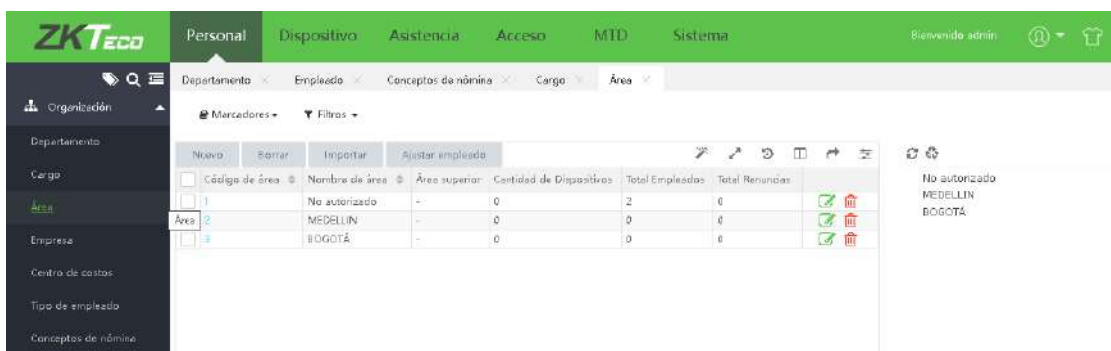 ZKTeco
Personal Dispositivo Asistencia Acceso MTD Sistema
Bienvenido admin
Departamento Empleado Conceptos de nómina Cargo Área
Organización
Marcadores Filtros
Departamento
Cargo
Área
Empresa
Centro de costos
Tipo de empleado
Conceptos de nómina
Área
Nuevo Borrar Importar Ajustar empleado
Código de área Nombre de área Área superior Cantidad de Dispositivos Total Empleados Total Renuncias
1 No autorizado - 0 2 0
2 MEDELLIN - 0 0 0
3 BOGOTÁ - 0 0 0
No autorizado
MEDELLIN
BOGOTÁ